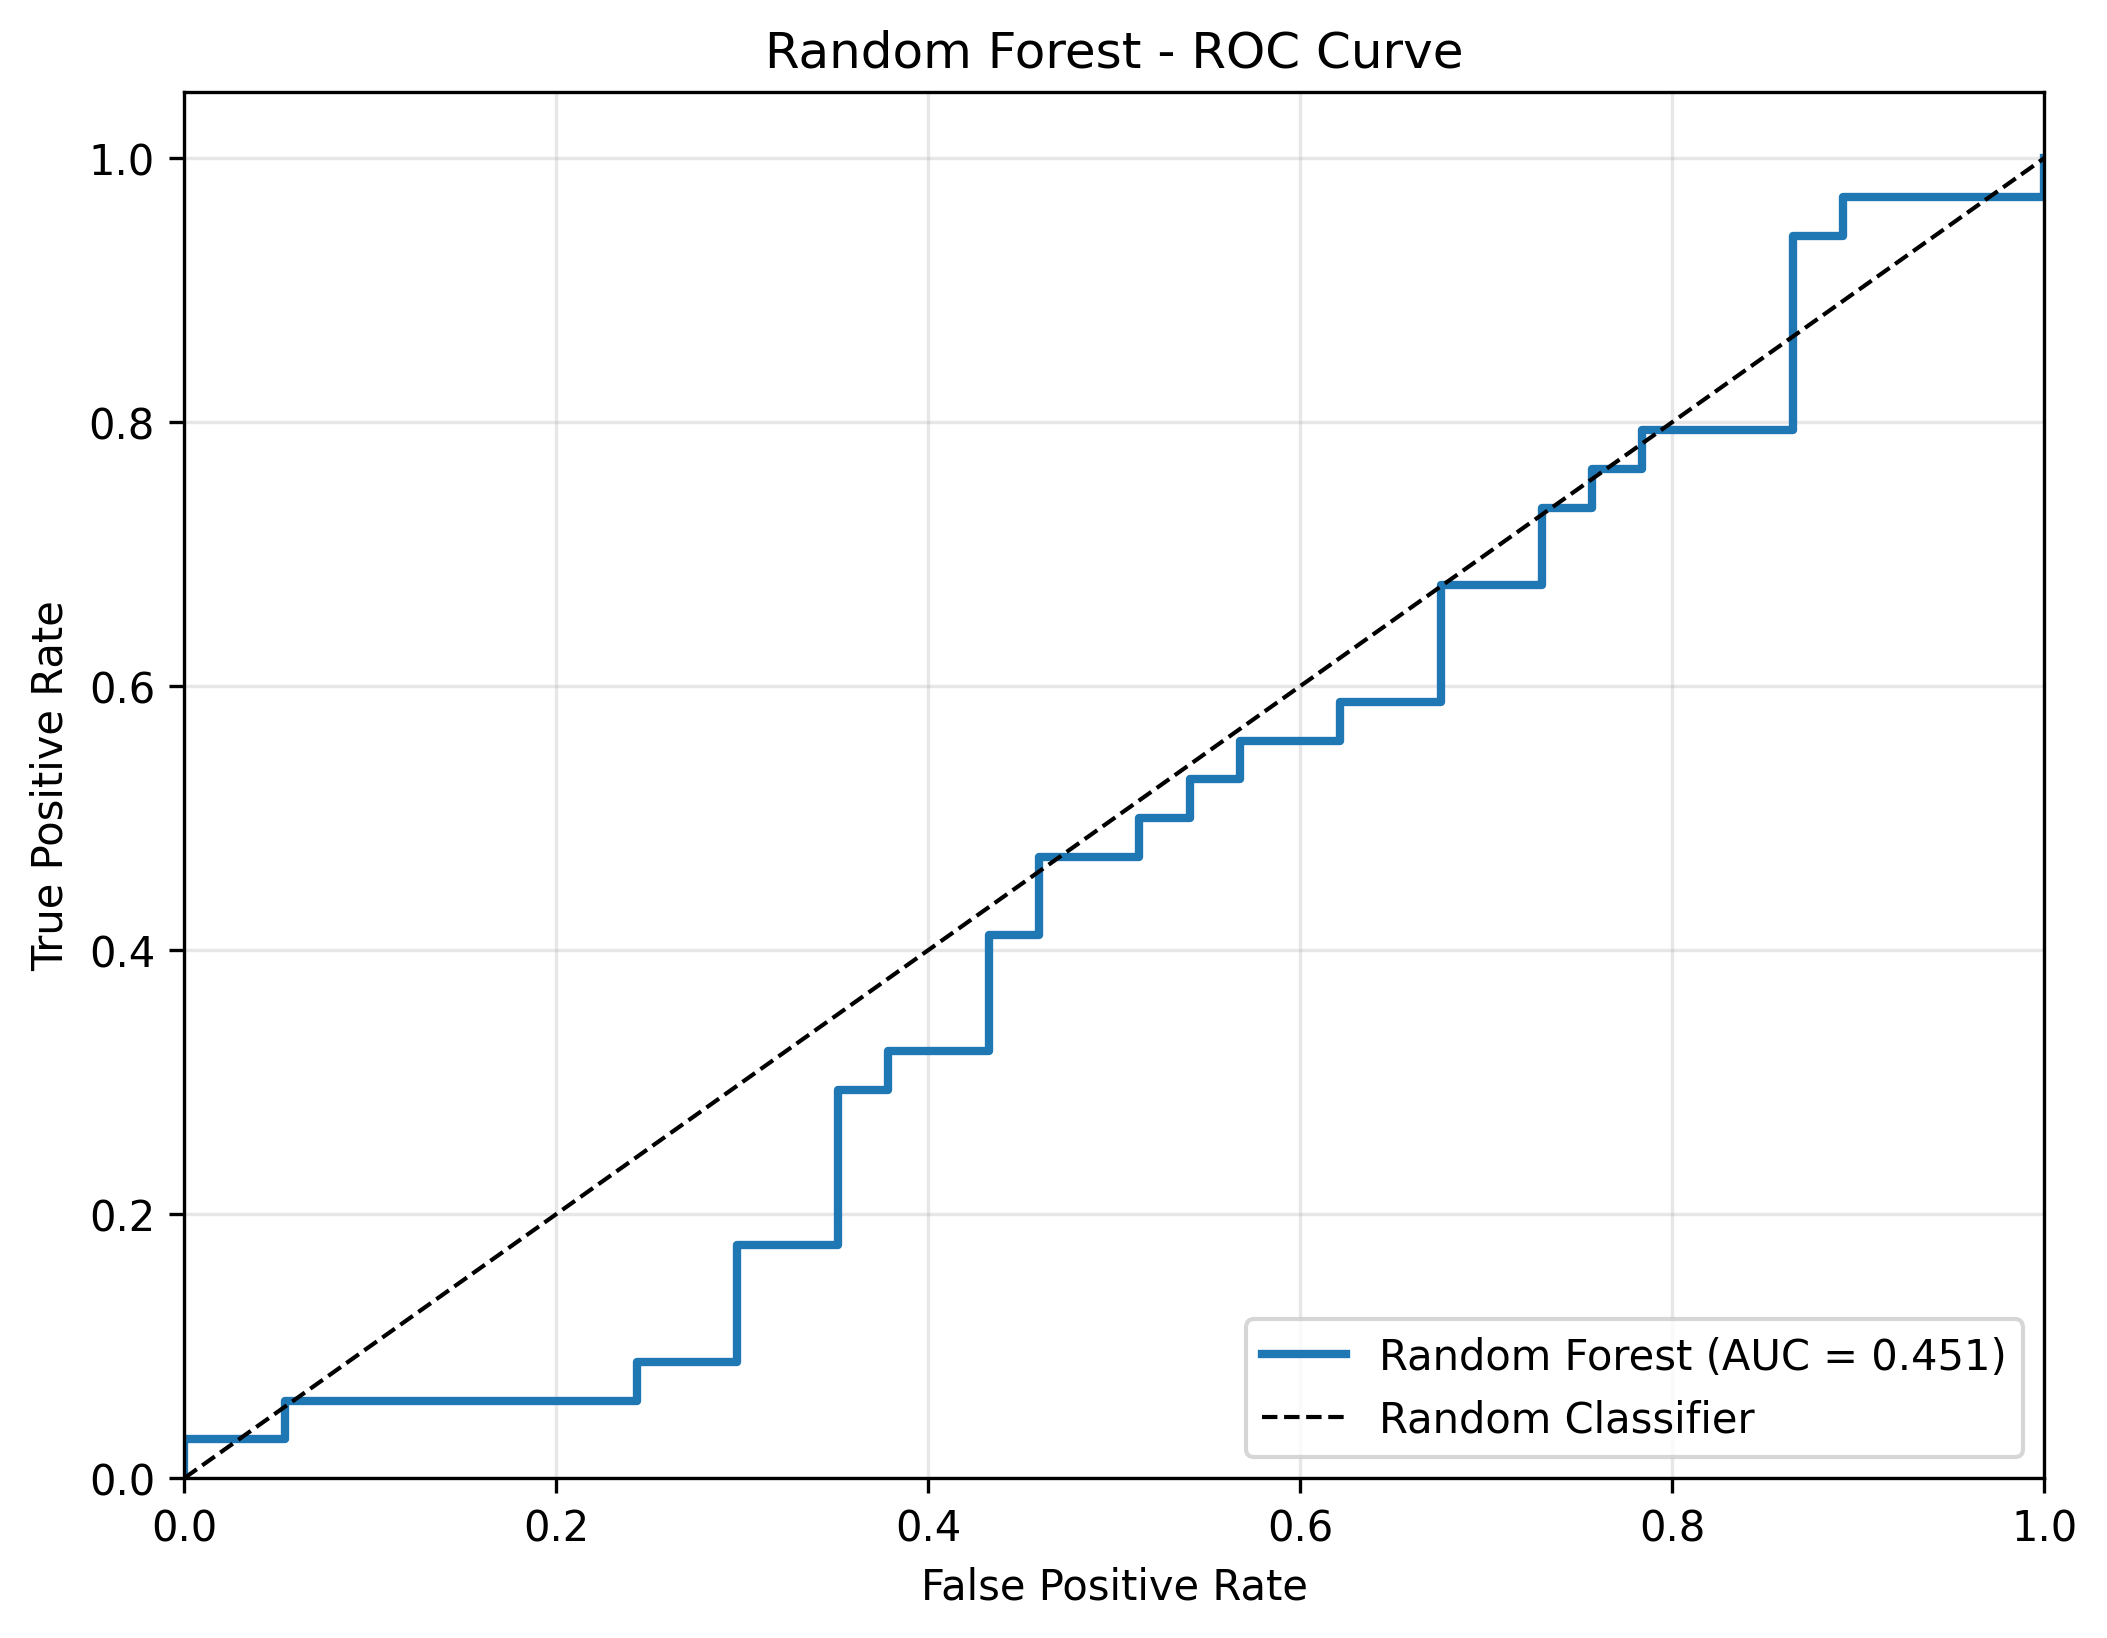 Random Forest - ROC Curve
True Positive Rate
1.0
0.8
0.6
0.4
0.2
0.0
Random Forest (AUC = 0.451)
Random Classifier
0.0 0.2 0.4 0.6 0.8 1.0
False Positive Rate